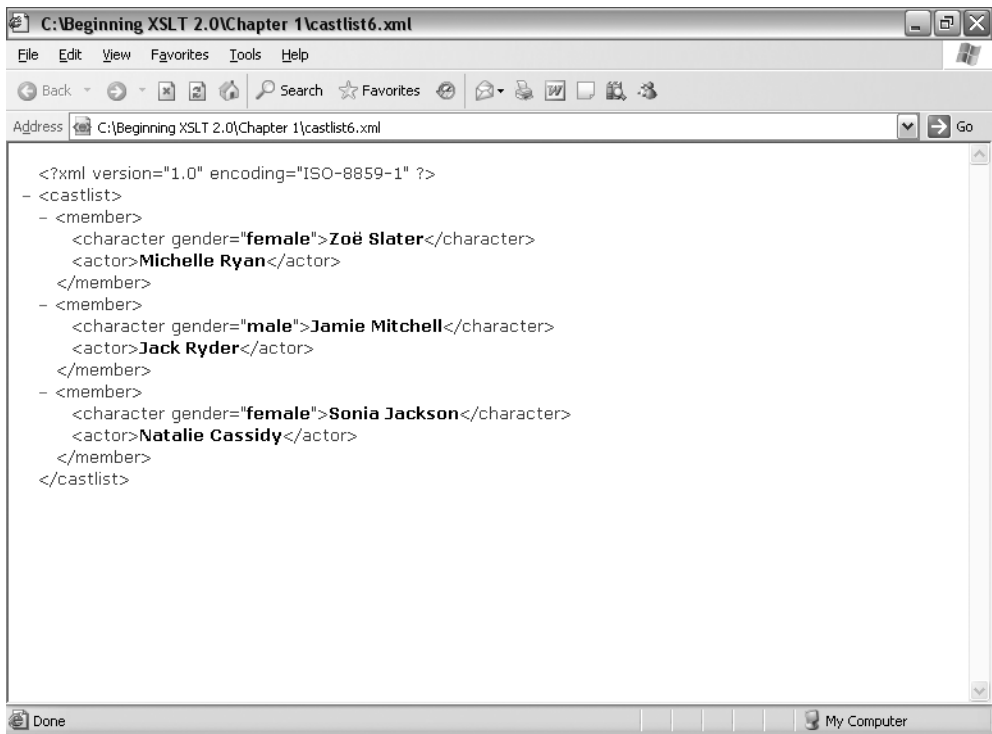 C:\Beginning XSLT 2.0\Chapter 1\castlist6.xml
File Edit View Favorites Tools Help
Back Search Favorites
Address C:\Beginning XSLT 2.0\Chapter 1\castlist6.xml Go
<?xml version="1.0" encoding="ISO-8859-1" ?>
- <castlist>
- <member>
<character gender="female">Zoë Slater</character>
<actor>Michelle Ryan</actor>
</member>
- <member>
<character gender="male">Jamie Mitchell</character>
<actor>Jack Ryder</actor>
</member>
- <member>
<character gender="female">Sonia Jackson</character>
<actor>Natalie Cassidy</actor>
</member>
</castlist>
Done My Computer